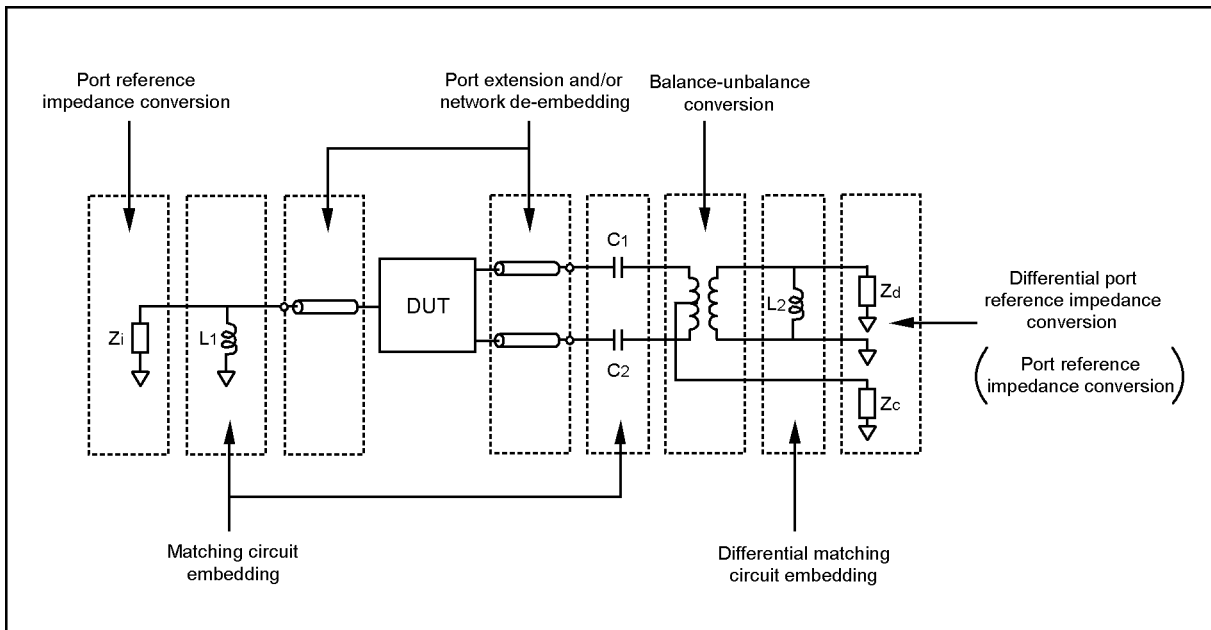 Port reference
impedance conversion
Port extension and/or
network de-embedding
Balance-unbalance
conversion
C1
DUT
Zi
L1
C2
L2
Zd
Zc
Differential port
reference impedance
conversion
(Port reference
impedance conversion)
Matching circuit
embedding
Differential matching
circuit embedding